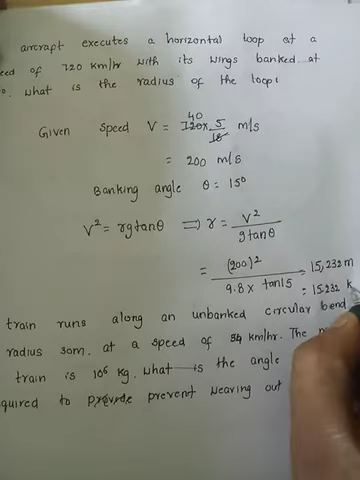 aircrapt executes a horizontal loop at a
eed of 720 km/hr with its wings banked at
0. what is the radius of the loop?
Given speed V = 720 × 5/18 m/s
40
= 200 m/s
Banking angle θ = 15°
V² = rg tanθ ⟹ r = V²/g tanθ
= (200)²/9.8 × tan15 = 15,232 m
= 15.232 k
train runs along an unbanked circular bend
radius 30m. at a speed of 54 km/hr. The
train is 10⁶ kg. What is the angle
quired to prevent wearing out